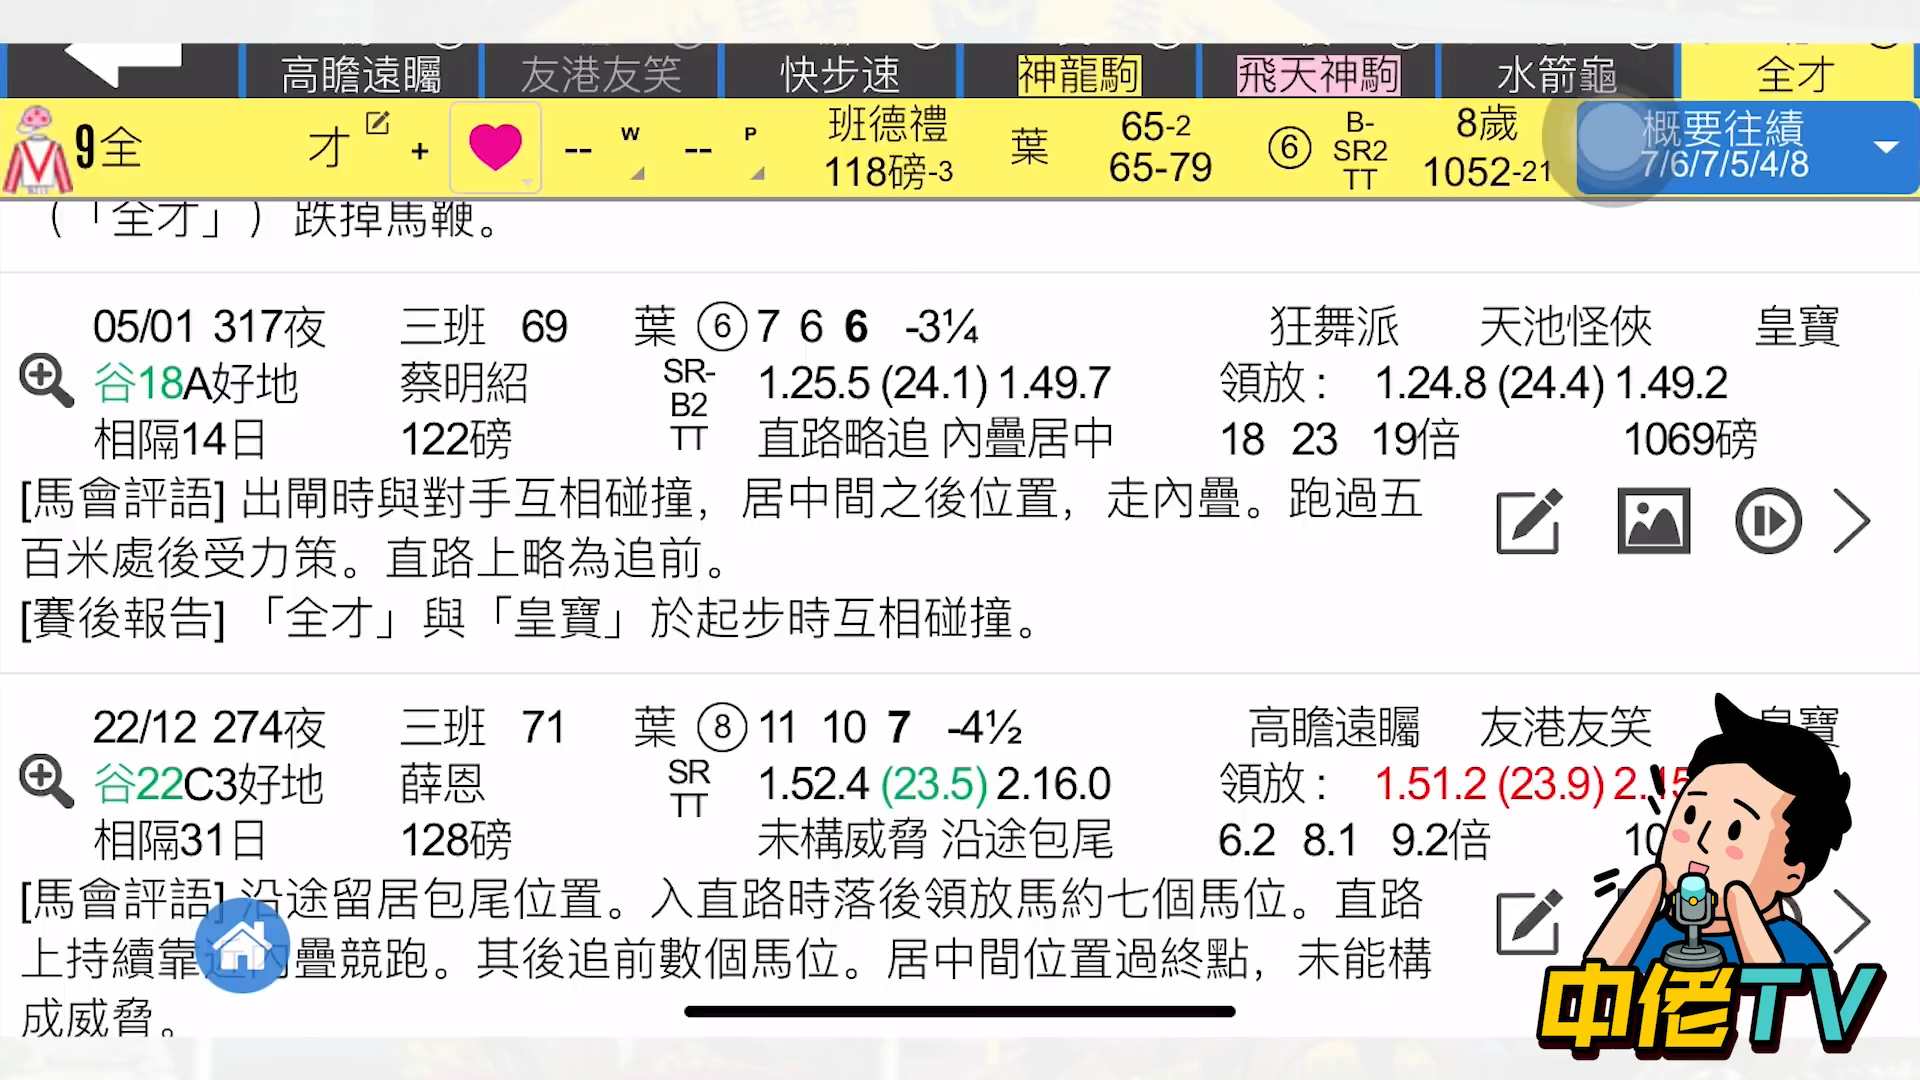 高瞻遠矚 友港友笑 快步速 神龍駒 飛天神駒 水箭龜 全才
9 全 才 + -- W -- P 班德禮 118磅-3 葉 65-2 65-79 6 B-SR2 TT 8歲 1052-21 概要往績 7/6/7/5/4/8
（「全才」）跌掉馬鞭。
05/01 317夜 三班 69 葉 6 7 6 6 -3¼ 狂舞派 天池怪俠 皇寶
谷18A好地 蔡明紹 SR-B2 1.25.5 (24.1) 1.49.7 領放： 1.24.8 (24.4) 1.49.2
相隔14日 122磅 TT 直路略追 內疊居中 18 23 19倍 1069磅
[馬會評語] 出閘時與對手互相碰撞，居中間之後位置，走內疊。跑過五
百米處後受力策。直路上略為追前。
[賽後報告] 「全才」與「皇寶」於起步時互相碰撞。
22/12 274夜 三班 71 葉 8 11 10 7 -4½ 高瞻遠矚 友港友笑 皇寶
谷22C3好地 薛恩 SR 1.52.4 (23.5) 2.16.0 領放： 1.51.2 (23.9) 2.15
相隔31日 128磅 TT 未構威脅 沿途包尾 6.2 8.1 9.2倍 10
[馬會評語] 沿途留居包尾位置。入直路時落後領放馬約七個馬位。直路
上持續靠近內疊競跑。其後追前數個馬位。居中間位置過終點，未能構
成威脅。
中佬TV